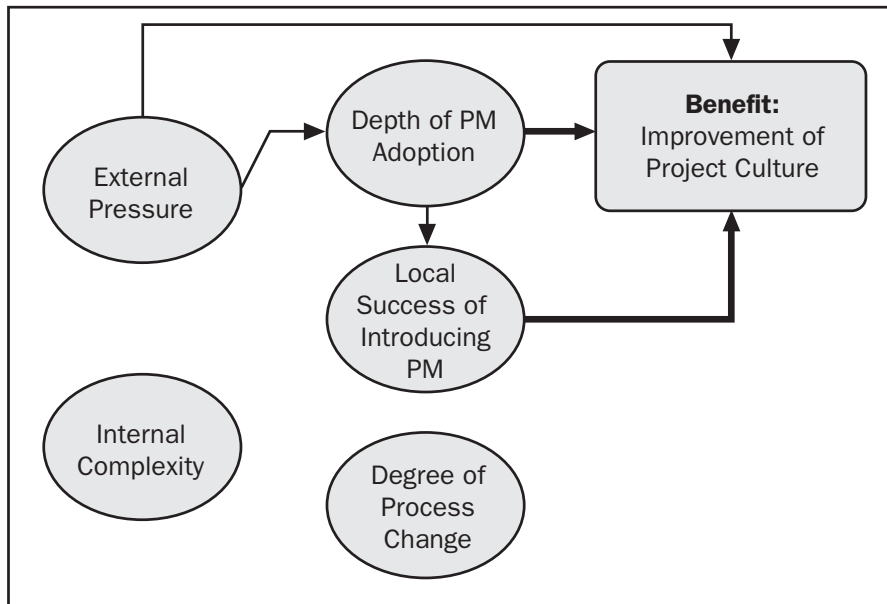 External
Pressure
Depth of PM
Adoption
Benefit:
Improvement of
Project Culture
Local
Success of
Introducing
PM
Internal
Complexity
Degree of
Process
Change